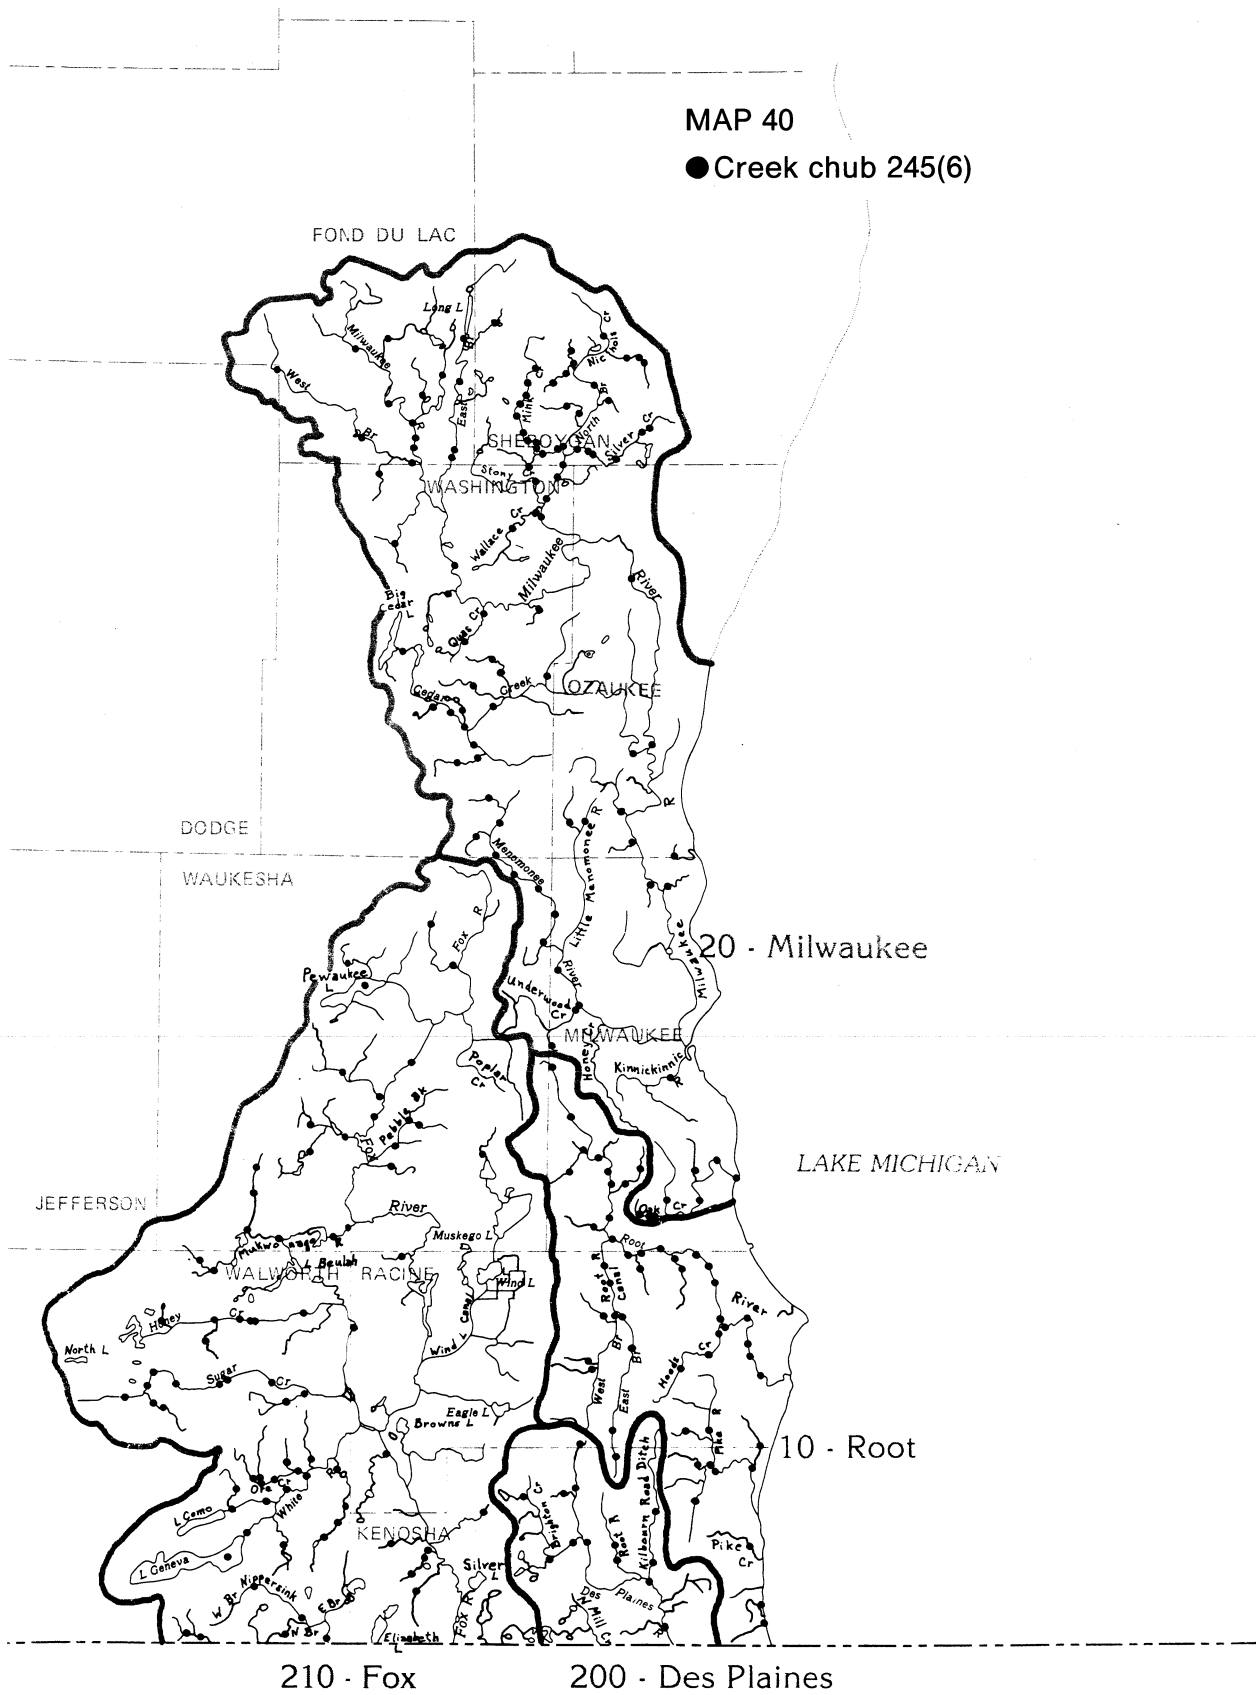 MAP 40
Creek chub 245(6)
FOND DU LAC
Long L
Milwaukee
Cr
Nichols
West
Br
East
Br
Mink Cr
North
Br
Silver Cr
Br
R
SHEBOYGAN
Stony Cr
WASHINGTON
Wallace Cr
Milwaukee
River
Big
Cedar
L
Quas Cr
Cedar
Creek
OZAUKEE
R
DODGE
WAUKESHA
Menomonee
Little Menomonee R
Fox R
Milwaukee
20 - Milwaukee
Pewaukee
L
River
Underwood
Cr
MILWAUKEE
Honey Cr
Poplar
Cr
Kinnickinnic
R
Pebble Bk
Fox
LAKE MICHIGAN
JEFFERSON
River
Oak Cr
Muskego L
Root
Mukwonago R
L Beulah
WALWORTH
RACINE
Wind L
Root R
Canal
Honey
Cr
Wind L Canal
River
North L
Br
Br
Hoods
Cr
Sugar
Cr
West
East
Eagle L
Browns L
R
Pike
10 - Root
Ore Cr
R
White
L Como
Kilbourn Road Ditch
Brighton
Cr
Root R
KENOSHA
Pike
Cr
L Geneva
Silver
L
Nippersink
W Br
E Br
N Br
Fox R
Des Plaines
R
N Mill
Elizabeth
L
210 - Fox
200 - Des Plaines